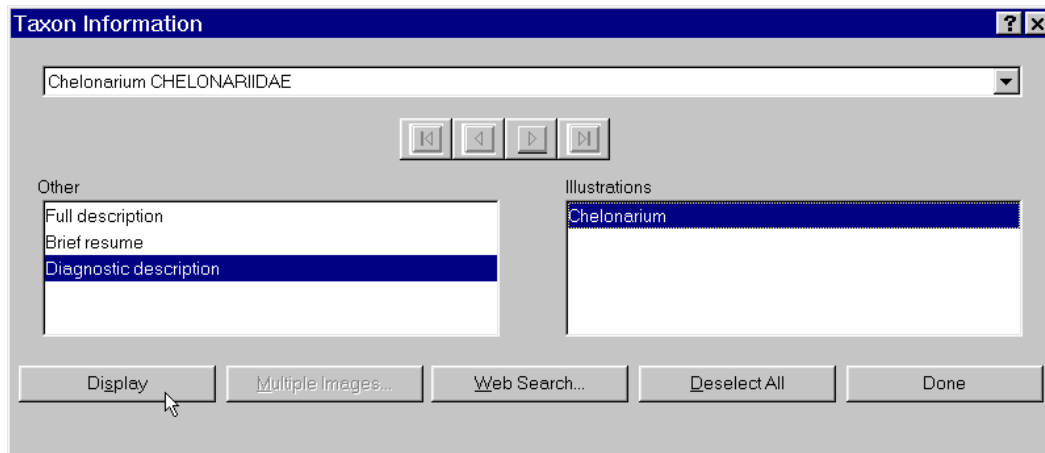 Taxon Information
Chelonarium CHELONARIIDAE
Other
Full description
Brief resume
Diagnostic description
Illustrations
Chelonarium
Display
Multiple Images...
Web Search...
Deselect All
Done